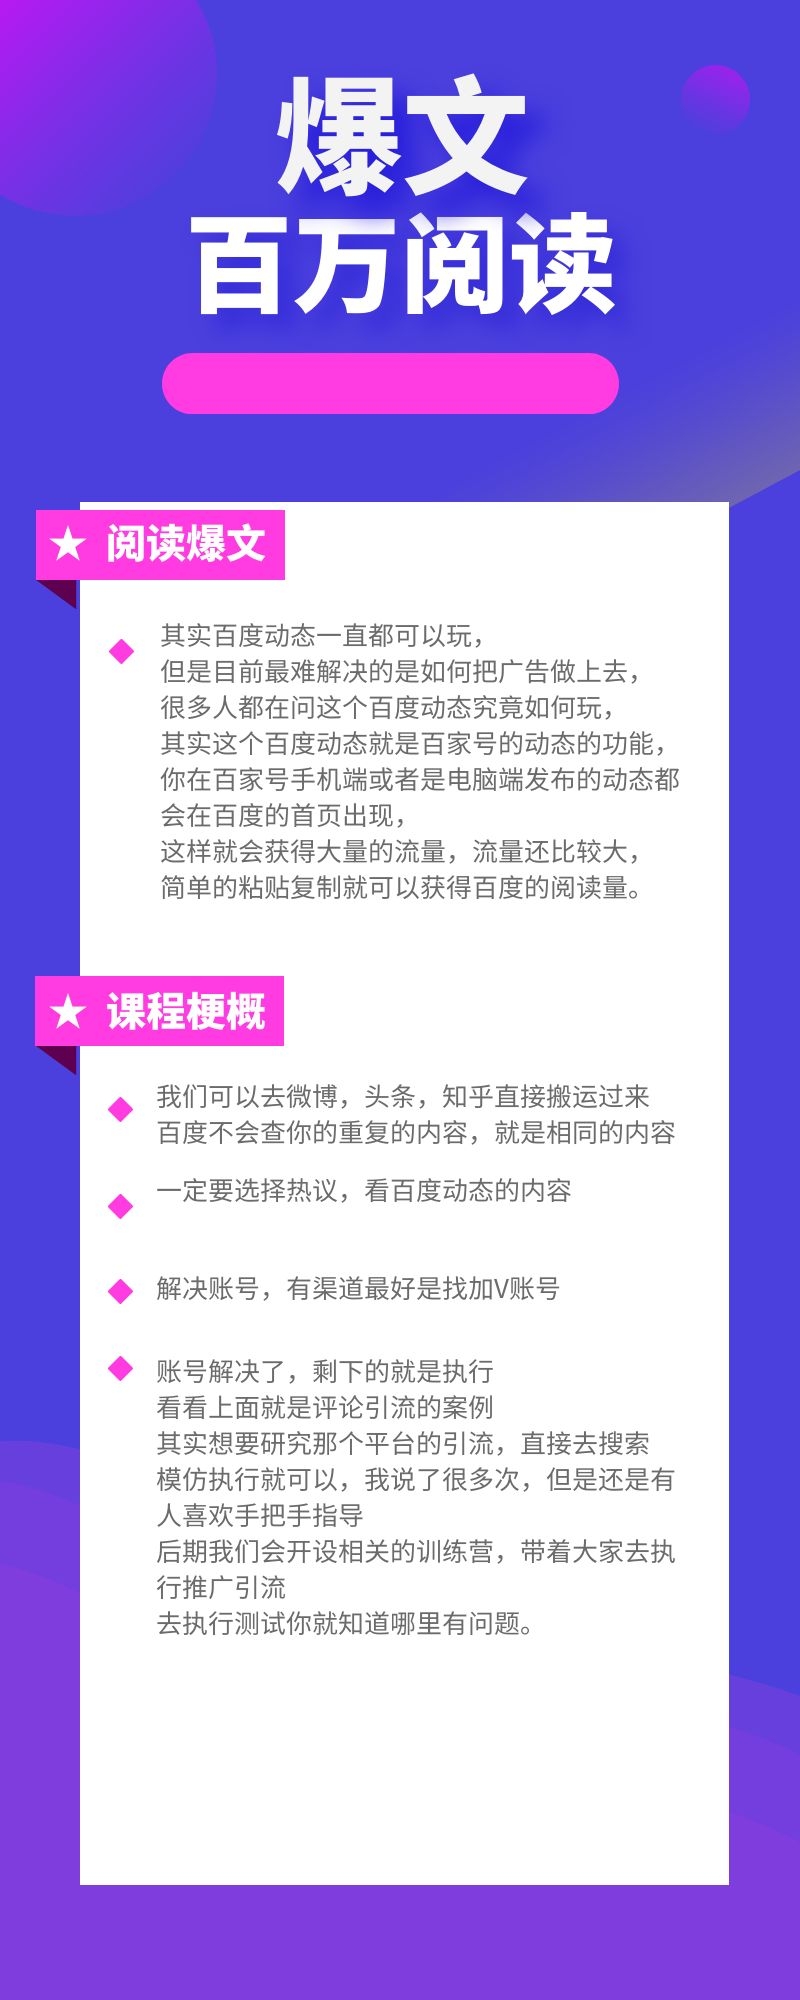 爆文
百万阅读
★ 阅读爆文
其实百度动态一直都可以玩，
但是目前最难解决的是如何把广告做上去，
很多人都在问这个百度动态究竟如何玩，
其实这个百度动态就是百家号的动态的功能，
你在百家号手机端或者是电脑端发布的动态都
会在百度的首页出现，
这样就会获得大量的流量，流量还比较大，
简单的粘贴复制就可以获得百度的阅读量。
★ 课程梗概
我们可以去微博，头条，知乎直接搬运过来
百度不会查你的重复的内容，就是相同的内容
一定要选择热议，看百度动态的内容
解决账号，有渠道最好是找加V账号
账号解决了，剩下的就是执行
看看上面就是评论引流的案例
其实想要研究那个平台的引流，直接去搜索
模仿执行就可以，我说了很多次，但是还是有
人喜欢手把手指导
后期我们会开设相关的训练营，带着大家去执
行推广引流
去执行测试你就知道哪里有问题。